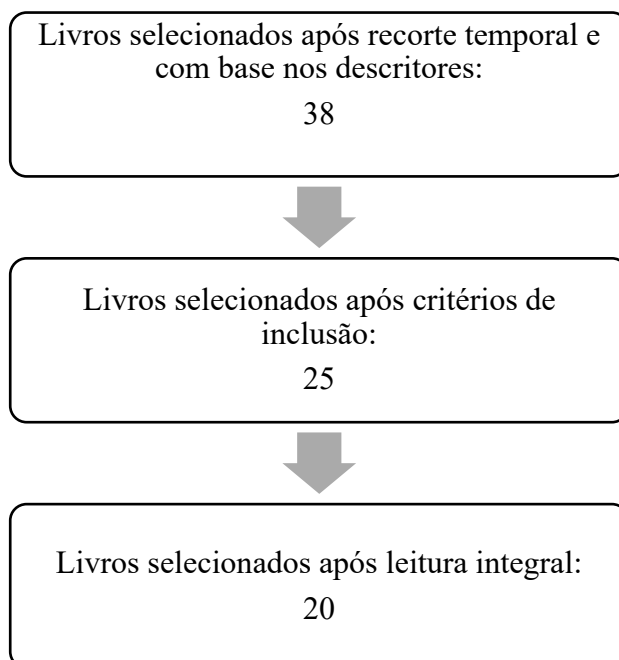 Livros selecionados após recorte temporal e
com base nos descritores:
38
Livros selecionados após critérios de
inclusão:
25
Livros selecionados após leitura integral:
20